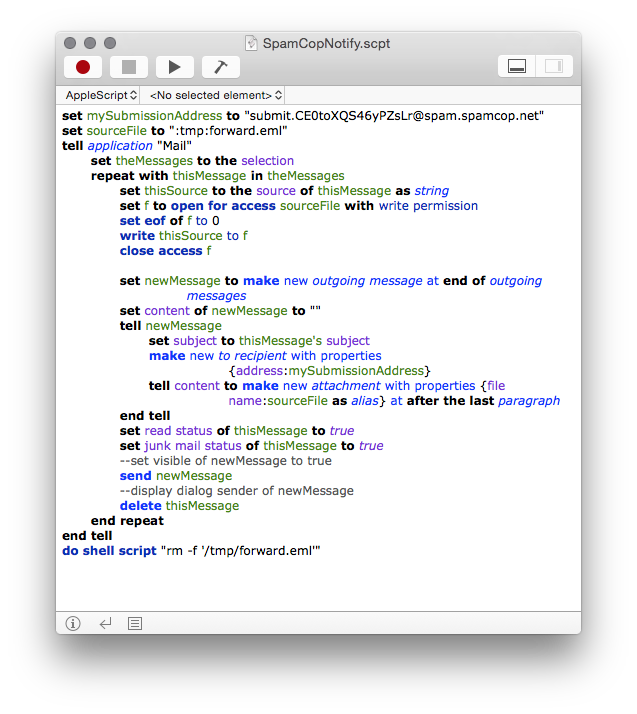 SpamCopNotify.scpt
AppleScript <No selected element>
set mySubmissionAddress to "submit.CE0toXQS46yPZsLr@spam.spamcop.net"
set sourceFile to ":tmp:forward.eml"
tell application "Mail"
set theMessages to the selection
repeat with thisMessage in theMessages
set thisSource to the source of thisMessage as string
set f to open for access sourceFile with write permission
set eof of f to 0
write thisSource to f
close access f
set newMessage to make new outgoing message at end of outgoing
messages
set content of newMessage to ""
tell newMessage
set subject to thisMessage's subject
make new to recipient with properties
{address:mySubmissionAddress}
tell content to make new attachment with properties {file
name:sourceFile as alias} at after the last paragraph
end tell
set read status of thisMessage to true
set junk mail status of thisMessage to true
--set visible of newMessage to true
send newMessage
--display dialog sender of newMessage
delete thisMessage
end repeat
end tell
do shell script "rm -f '/tmp/forward.eml'"